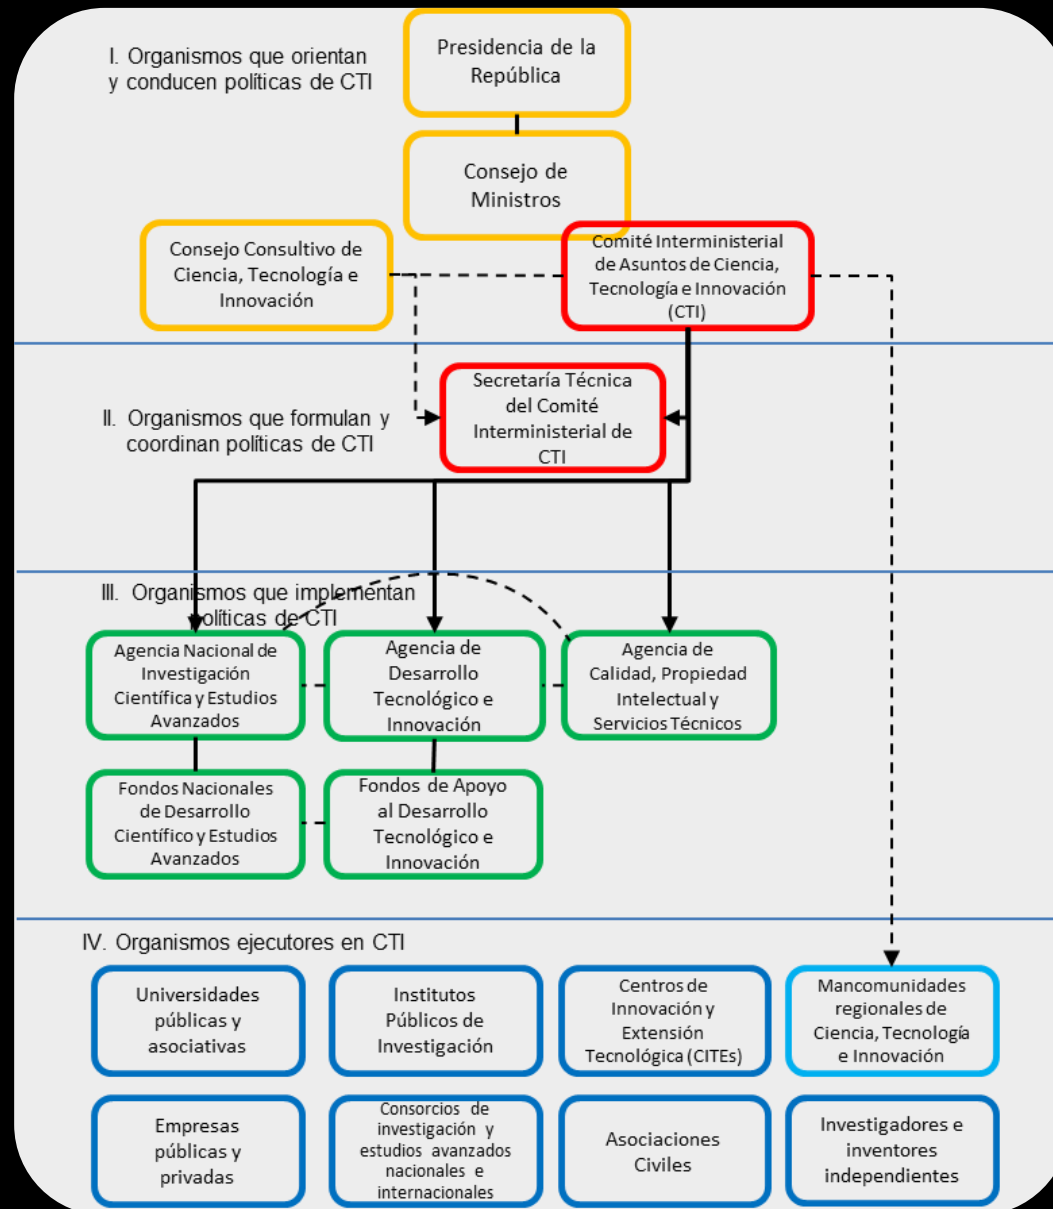 I. Organismos que orientan
y conducen políticas de CTI
Presidencia de la
República
Consejo de
Ministros
Consejo Consultivo de
Ciencia, Tecnología e
Innovación
Comité Interministerial
de Asuntos de Ciencia,
Tecnología e Innovación
(CTI)
II. Organismos que formulan y
coordinan políticas de CTI
Secretaría Técnica
del Comité
Interministerial de
CTI
III. Organismos que implementan
políticas de CTI
Agencia Nacional de
Investigación
Científica y Estudios
Avanzados
Agencia de
Desarrollo
Tecnológico e
Innovación
Agencia de
Calidad, Propiedad
Intelectual y
Servicios Técnicos
Fondos Nacionales
de Desarrollo
Científico y Estudios
Avanzados
Fondos de Apoyo
al Desarrollo
Tecnológico e
Innovación
IV. Organismos ejecutores en CTI
Universidades
públicas y
asociativas
Institutos
Públicos de
Investigación
Centros de
Innovación y
Extensión
Tecnológica (CITEs)
Mancomunidades
regionales de
Ciencia, Tecnología
e Innovación
Empresas
públicas y
privadas
Consorcios de
investigación y
estudios avanzados
nacionales e
internacionales
Asociaciones
Civiles
Investigadores e
inventores
independientes